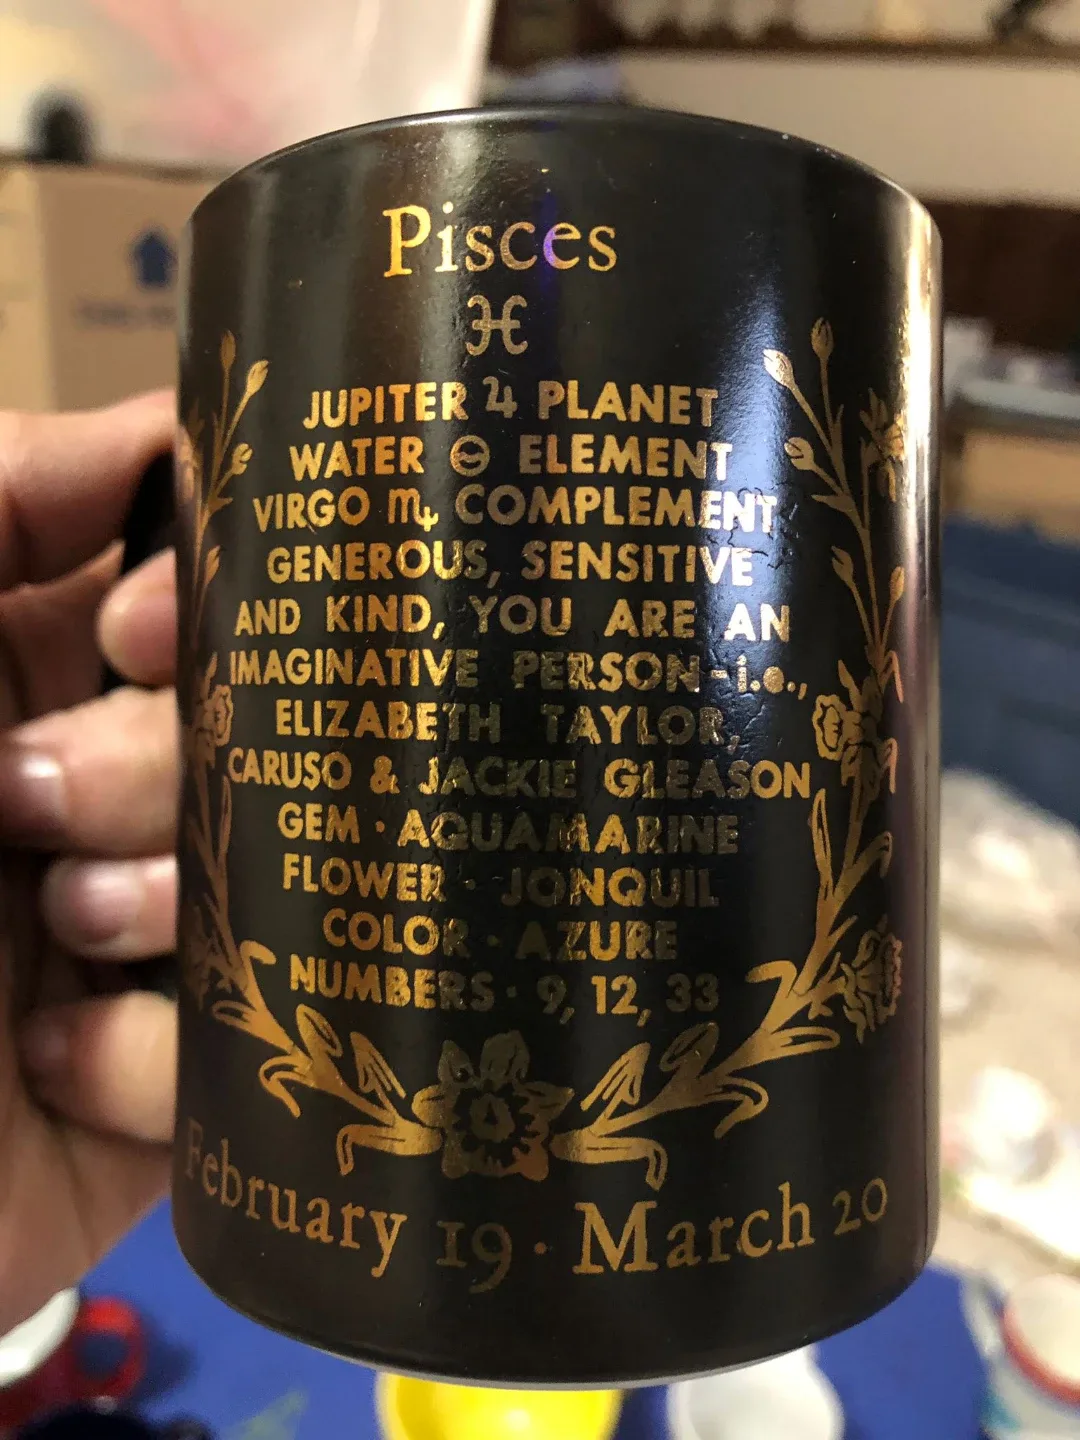 Pisces
♓
JUPITER ♃ PLANET
WATER ⊖ ELEMENT
VIRGO ♍ COMPLEMENT
GENEROUS, SENSITIVE
AND KIND, YOU ARE AN
IMAGINATIVE PERSON-i.e.,
ELIZABETH TAYLOR,
CARUSO & JACKIE GLEASON
GEM · AQUAMARINE
FLOWER · JONQUIL
COLOR · AZURE
NUMBERS · 9, 12, 33
February 19 · March 20